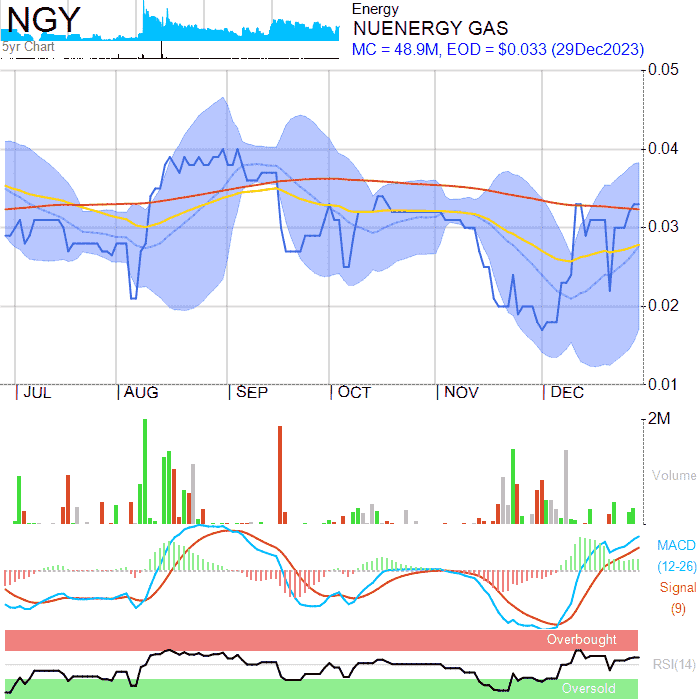 NGY
5yr Chart
Energy
NUENERGY GAS
MC = 48.9M, EOD = $0.033 (29Dec2023)
0.05
0.04
0.03
0.02
0.01
JUL AUG SEP OCT NOV DEC
2M
Volume
MACD
(12-26)
Signal
(9)
Overbought
RSI(14)
Oversold